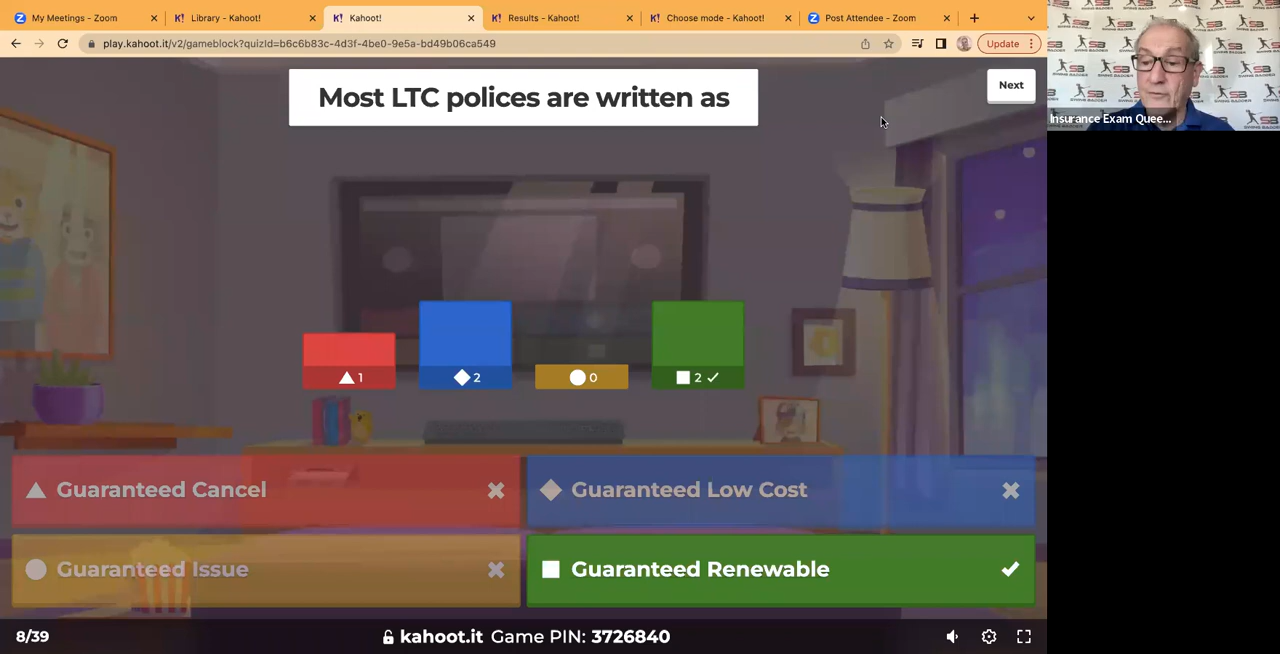 My Meetings - Zoom
Library - Kahoot!
Kahoot!
Results - Kahoot!
Choose mode - Kahoot!
Post Attendee - Zoom
play.kahoot.it/v2/gameblock?quizId=b6c6b83c-4d3f-4be0-9e5a-bd49b06ca549
Update
Most LTC polices are written as
Next
Insurance Exam Quee...
1
2
0
2
Guaranteed Cancel
Guaranteed Low Cost
Guaranteed Issue
Guaranteed Renewable
8/39
kahoot.it Game PIN: 3726840